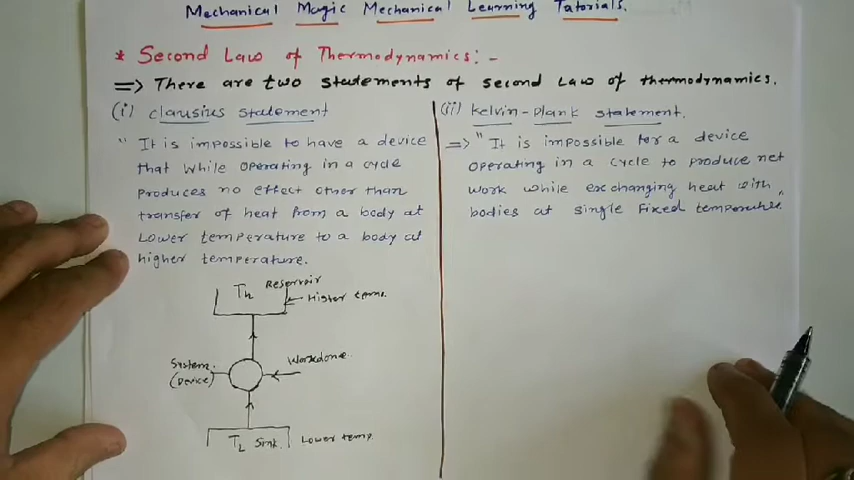 Mechanical Magic Mechanical Learning Tatorials.
* Second Law of Thermodynamics:-
=> There are two statements of second Law of thermodynamics.
(i) clausius statement
" It is impossible to have a device
that while operating in a cycle
produces no effect other than
transfer of heat from a body at
Lower temperature to a body at
higher temperature.
Th Reservoir
Higher temp.
System.
(Device)
Workdone.
TL Sink.
Lower temp.
(ii) Kelvin-plank statement.
=> " It is impossible for a device
operating in a cycle to produce net
work while exchanging heat with
bodies at single fixed temperature.